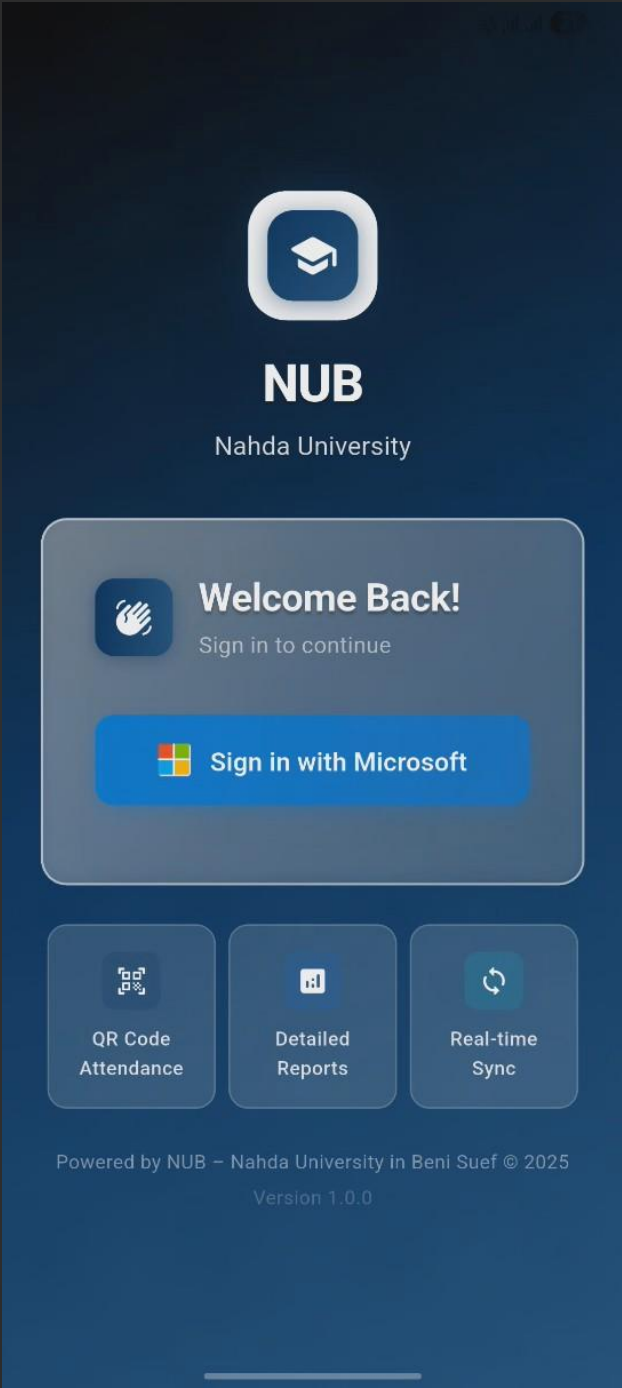 NUB
Nahda University
Welcome Back!
Sign in to continue
Sign in with Microsoft
QR Code
Attendance
Detailed
Reports
Real-time
Sync
Powered by NUB – Nahda University in Beni Suef © 2025
Version 1.0.0